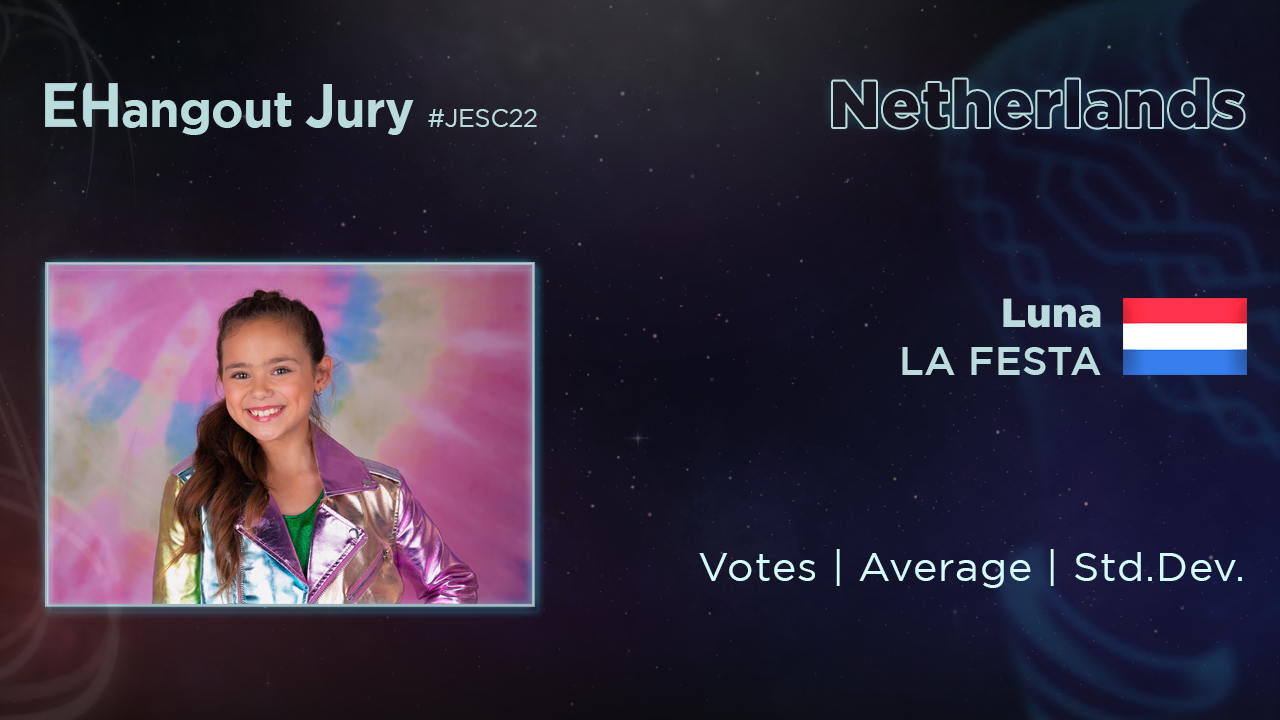 EHangout Jury #JESC22
Netherlands
Luna
LA FESTA
Votes | Average | Std.Dev.